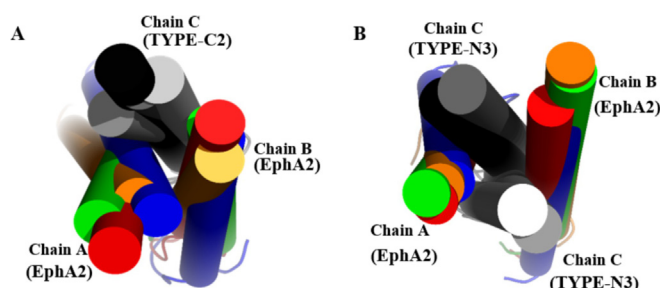 A
Chain C
(TYPE-C2)
Chain B
(EphA2)
Chain A
(EphA2)
B
Chain C
(TYPE-N3)
Chain B
(EphA2)
Chain A
(EphA2)
Chain C
(TYPE-N3)